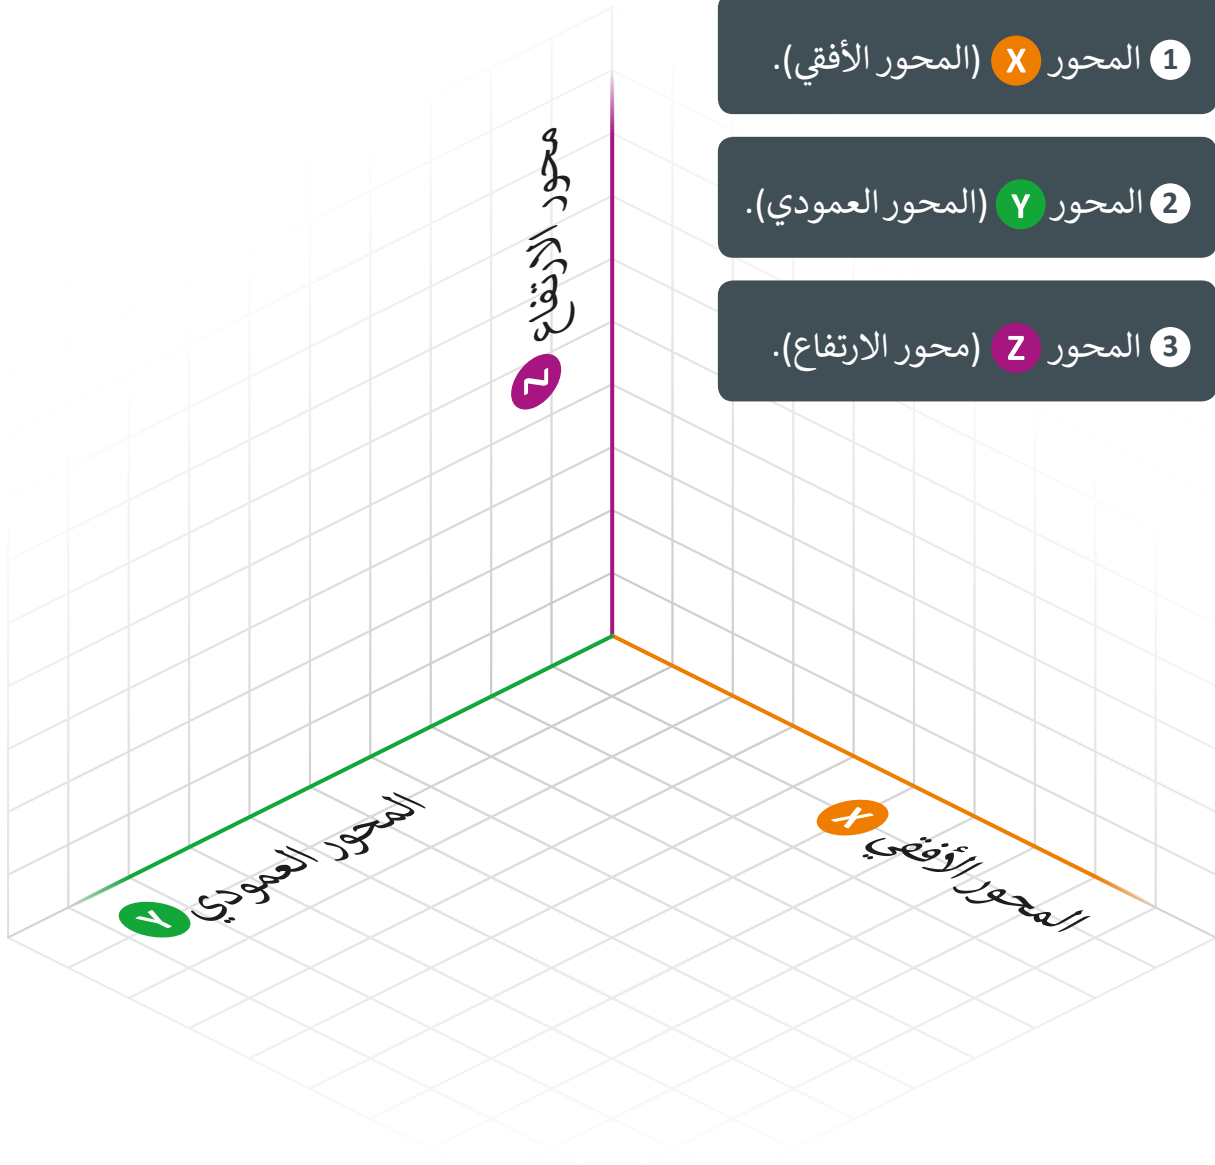 1 المحور X (المحور الأفقي).
2 المحور Y (المحور العمودي).
3 المحور Z (محور الارتفاع).
محور الارتفاع Z
المحور العمودي Y
المحور الأفقي X